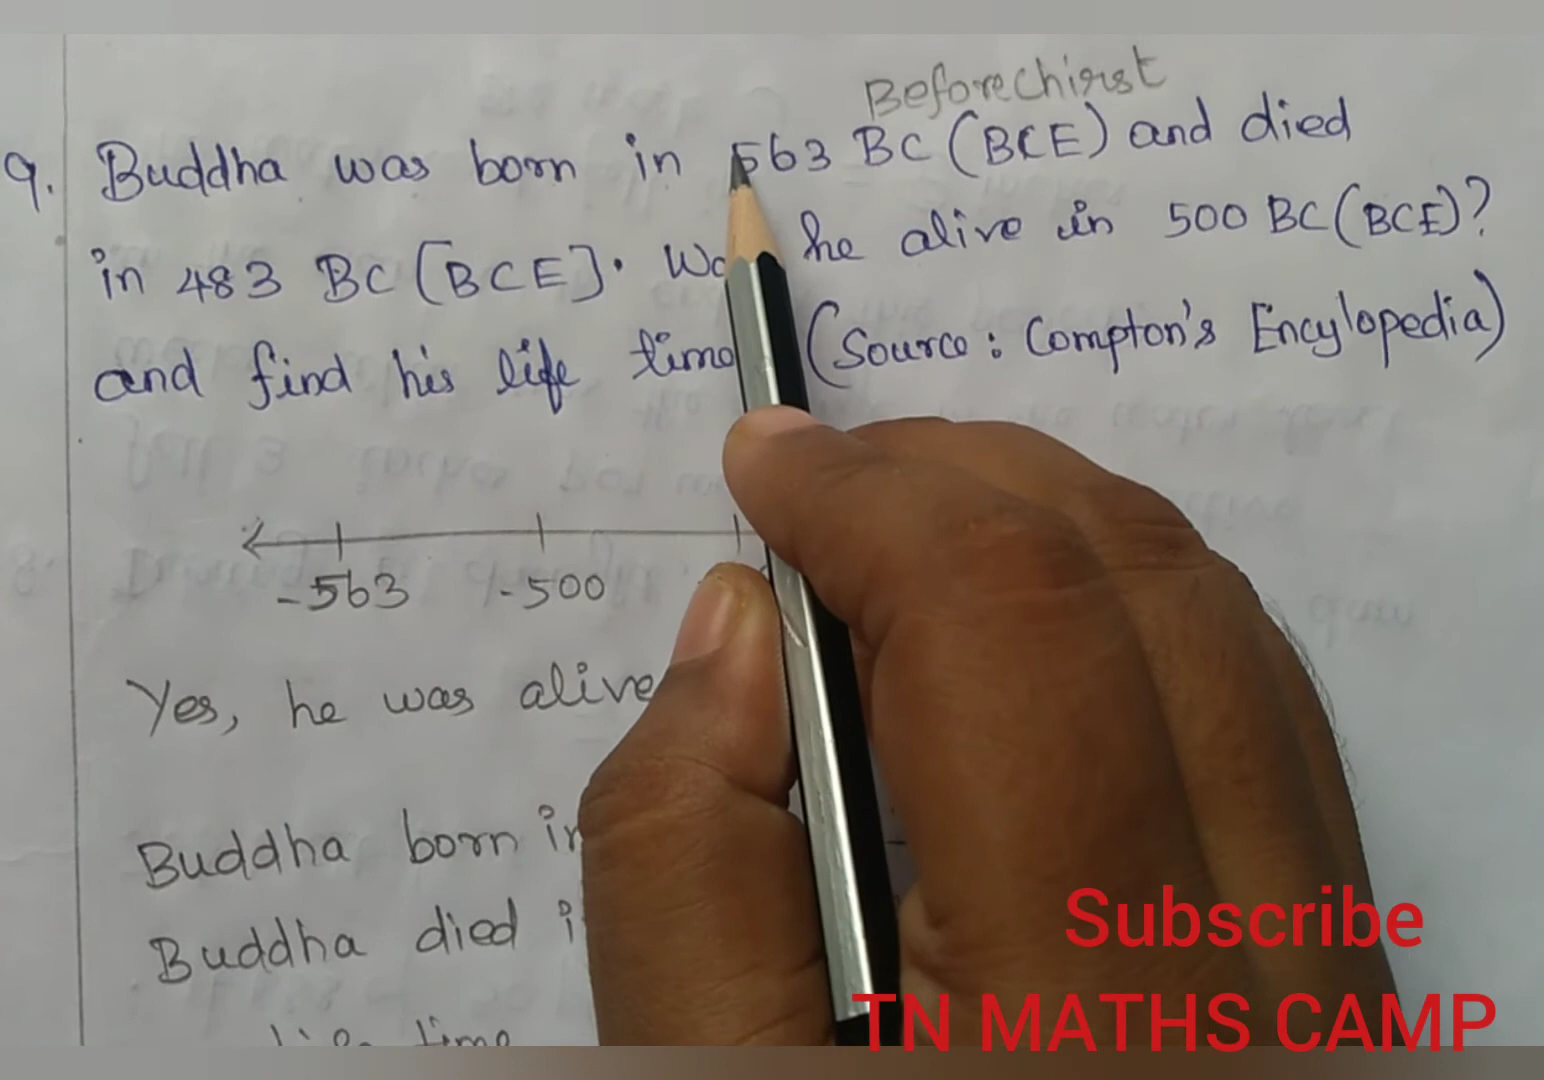 Before chirst
9. Buddha was born in 563 BC (BCE) and died
in 483 BC [BCE]. he alive in 500 BC (BCE)?
and find his life time (Source: Compton's Encylopedia)
-563 -500
Yes, he was alive
Buddha born in
Buddha died i
life time
Subscribe
TN MATHS CAMP